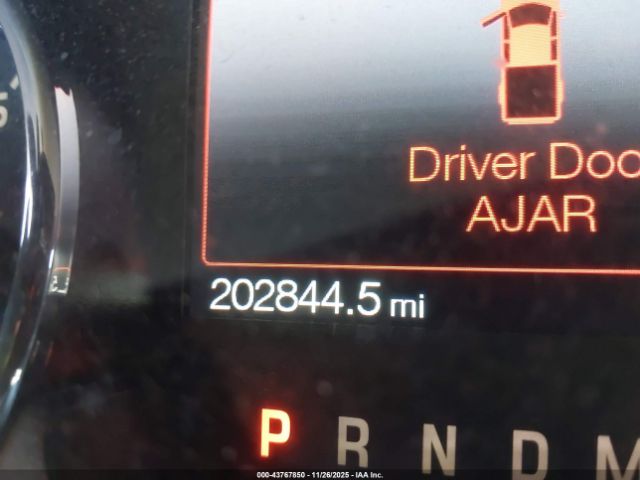 Driver Doo
AJAR
202844.5 mi
P R N D M
000-43767850 - 11/26/2025 - IAA Inc.